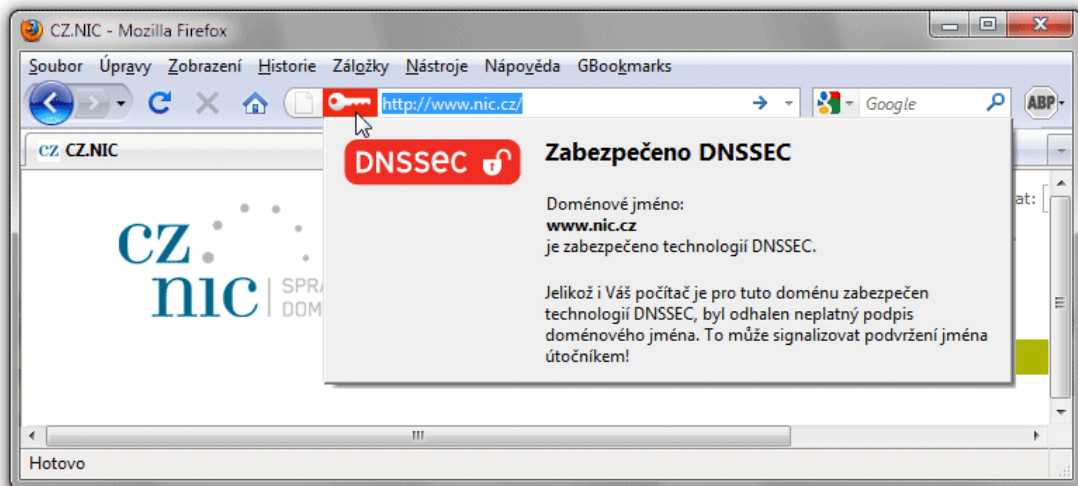 CZ.NIC - Mozilla Firefox
Soubor Úpravy Zobrazení Historie Záložky Nástroje Nápověda GBookmarks
http://www.nic.cz/ Google ABP
cz CZ.NIC
DNSSEC Zabezpečeno DNSSEC
at:
Doménové jméno:
www.nic.cz
je zabezpečeno technologií DNSSEC.
cz
nic
Jelikož i Váš počítač je pro tuto doménu zabezpečen
technologií DNSSEC, byl odhalen neplatný podpis
doménového jména. To může signalizovat podvržení jména
útočníkem!
Hotovo